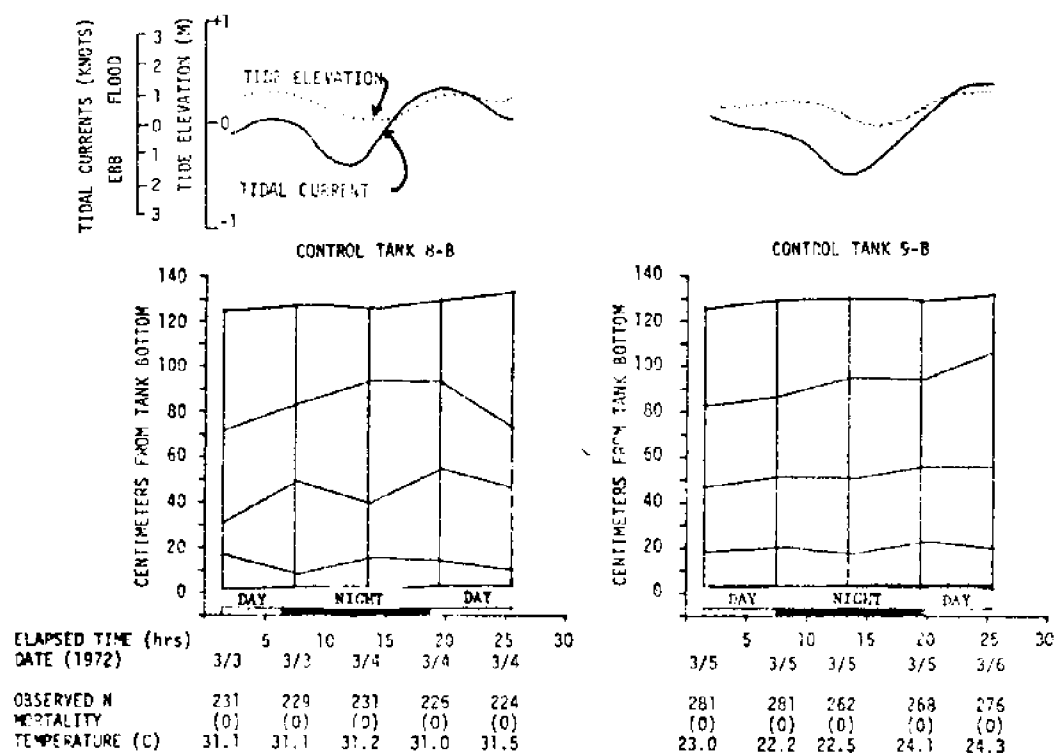 +1
3
2
1
0
1
2
3
0
-1
TIDAL CURRENTS (KNOTS)
EBB FLOOD
TIDE ELEVATION (M)
TIDE ELEVATION
TIDAL CURRENT
CONTROL TANK 8-B
CONTROL TANK 9-B
CENTIMETERS FROM TANK BOTTOM
140
120
100
80
60
40
20
0
DAY NIGHT DAY
CENTIMETERS FROM TANK BOTTOM
140
120
100
80
60
40
20
0
DAY NIGHT DAY
ELAPSED TIME (hrs) 5 10 15 20 25 30 5 10 15 20 25 30
DATE (1972) 3/3 3/3 3/4 3/4 3/4 3/5 3/5 3/5 3/5 3/6
OBSERVED N 231 229 231 225 224 281 281 262 268 276
MORTALITY (0) (0) (0) (0) (0) (0) (0) (0) (0) (0)
TEMPERATURE (C) 31.1 31.1 31.2 31.0 31.5 23.0 22.2 22.5 24.1 24.3